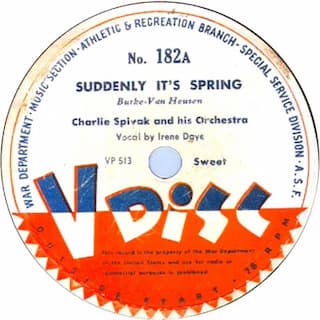 WAR DEPARTMENT · MUSIC SECTION · ATHLETIC & RECREATION BRANCH · SPECIAL SERVICE DIVISION · A.S.F.
No. 182A
SUDDENLY IT'S SPRING
Burke-Van Heusen
Charlie Spivak and his Orchestra
Vocal by Irene Daye
VP 513 Sweet
V Disc
This record is the property of the War Department
of the United States and use for radio or
commercial purposes is prohibited.
OUTSIDE START · 78 RPM